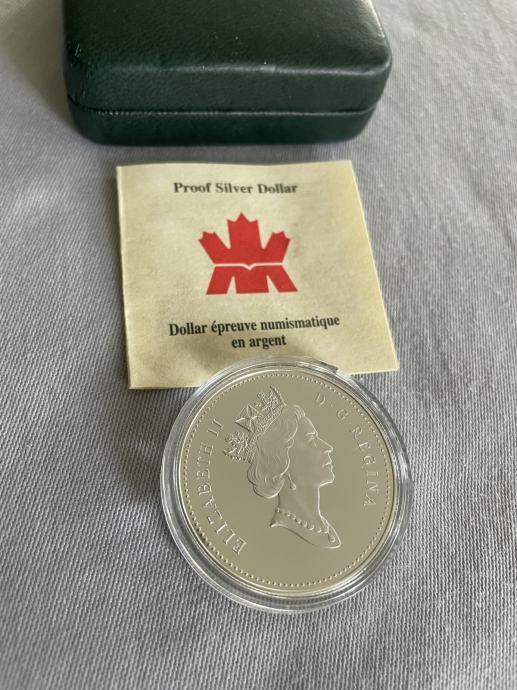 Proof Silver Dollar
Dollar épreuve numismatique
en argent
ELIZABETH II
D·G·REGINA